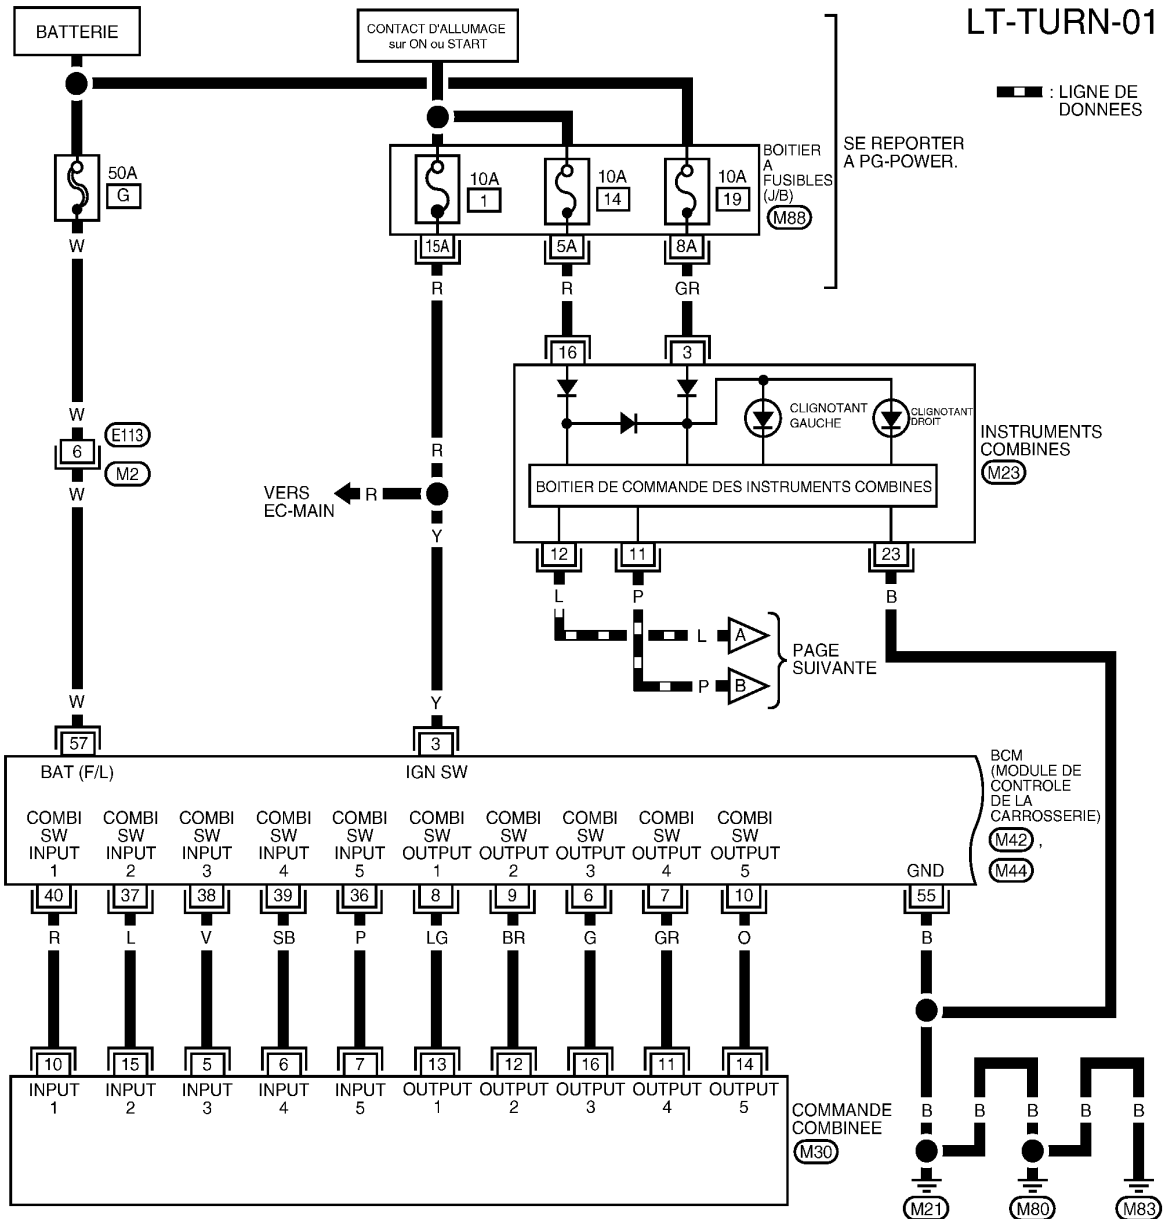 LT-TURN-01
BATTERIE
CONTACT D'ALLUMAGE
sur ON ou START
: LIGNE DE
DONNEES
50A
G
10A
1
10A
14
10A
19
BOITIER
A
FUSIBLES
(J/B)
M88
SE REPORTER
A PG-POWER.
15A
5A
8A
W
R
R
GR
16
3
CLIGNOTANT
GAUCHE
CLIGNOTANT
DROIT
INSTRUMENTS
COMBINES
M23
W
6
E113
M2
W
R
VERS
EC-MAIN
R
Y
BOITIER DE COMMANDE DES INSTRUMENTS COMBINES
12
11
23
L
P
B
L
A
P
B
PAGE
SUIVANTE
W
Y
57
3
BAT (F/L)
IGN SW
BCM
(MODULE DE
CONTROLE
DE LA
CARROSSERIE)
M42 ,
M44
COMBI COMBI COMBI COMBI COMBI COMBI COMBI COMBI COMBI COMBI
SW SW SW SW SW SW SW SW SW SW
INPUT INPUT INPUT INPUT INPUT OUTPUT OUTPUT OUTPUT OUTPUT OUTPUT
1 2 3 4 5 1 2 3 4 5
GND
40 37 38 39 36 8 9 6 7 10 55
R L V SB P LG BR G GR O B
10 15 5 6 7 13 12 16 11 14
INPUT INPUT INPUT INPUT INPUT OUTPUT OUTPUT OUTPUT OUTPUT OUTPUT
1 2 3 4 5 1 2 3 4 5
COMMANDE
COMBINEE
M30
B B B B B
M21 M80 M83